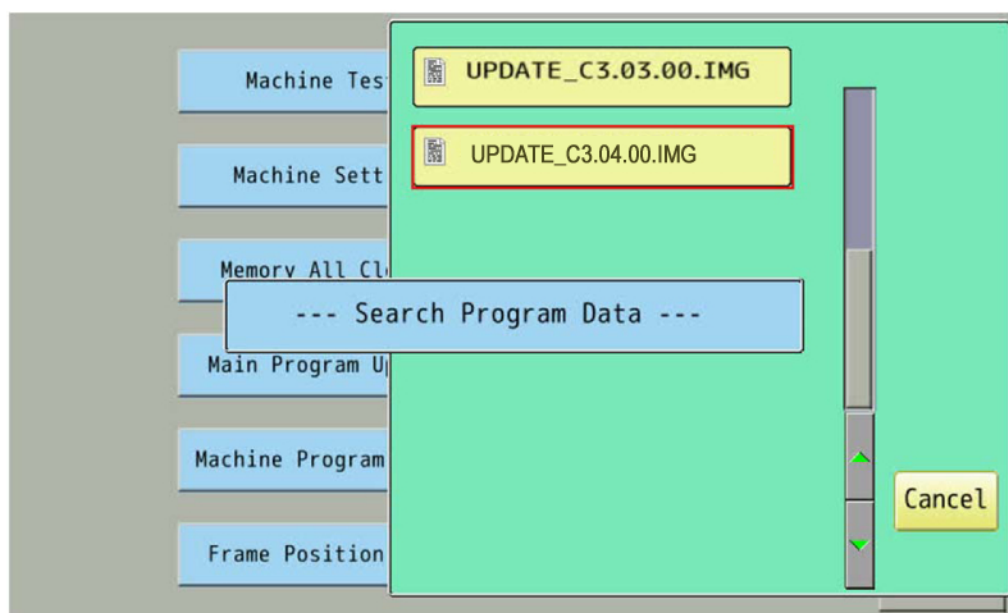 Machine Tes
UPDATE_C3.03.00.IMG
UPDATE_C3.04.00.IMG
Machine Sett
Memory All Cl
--- Search Program Data ---
Main Program U
Machine Program
Cancel
Frame Position